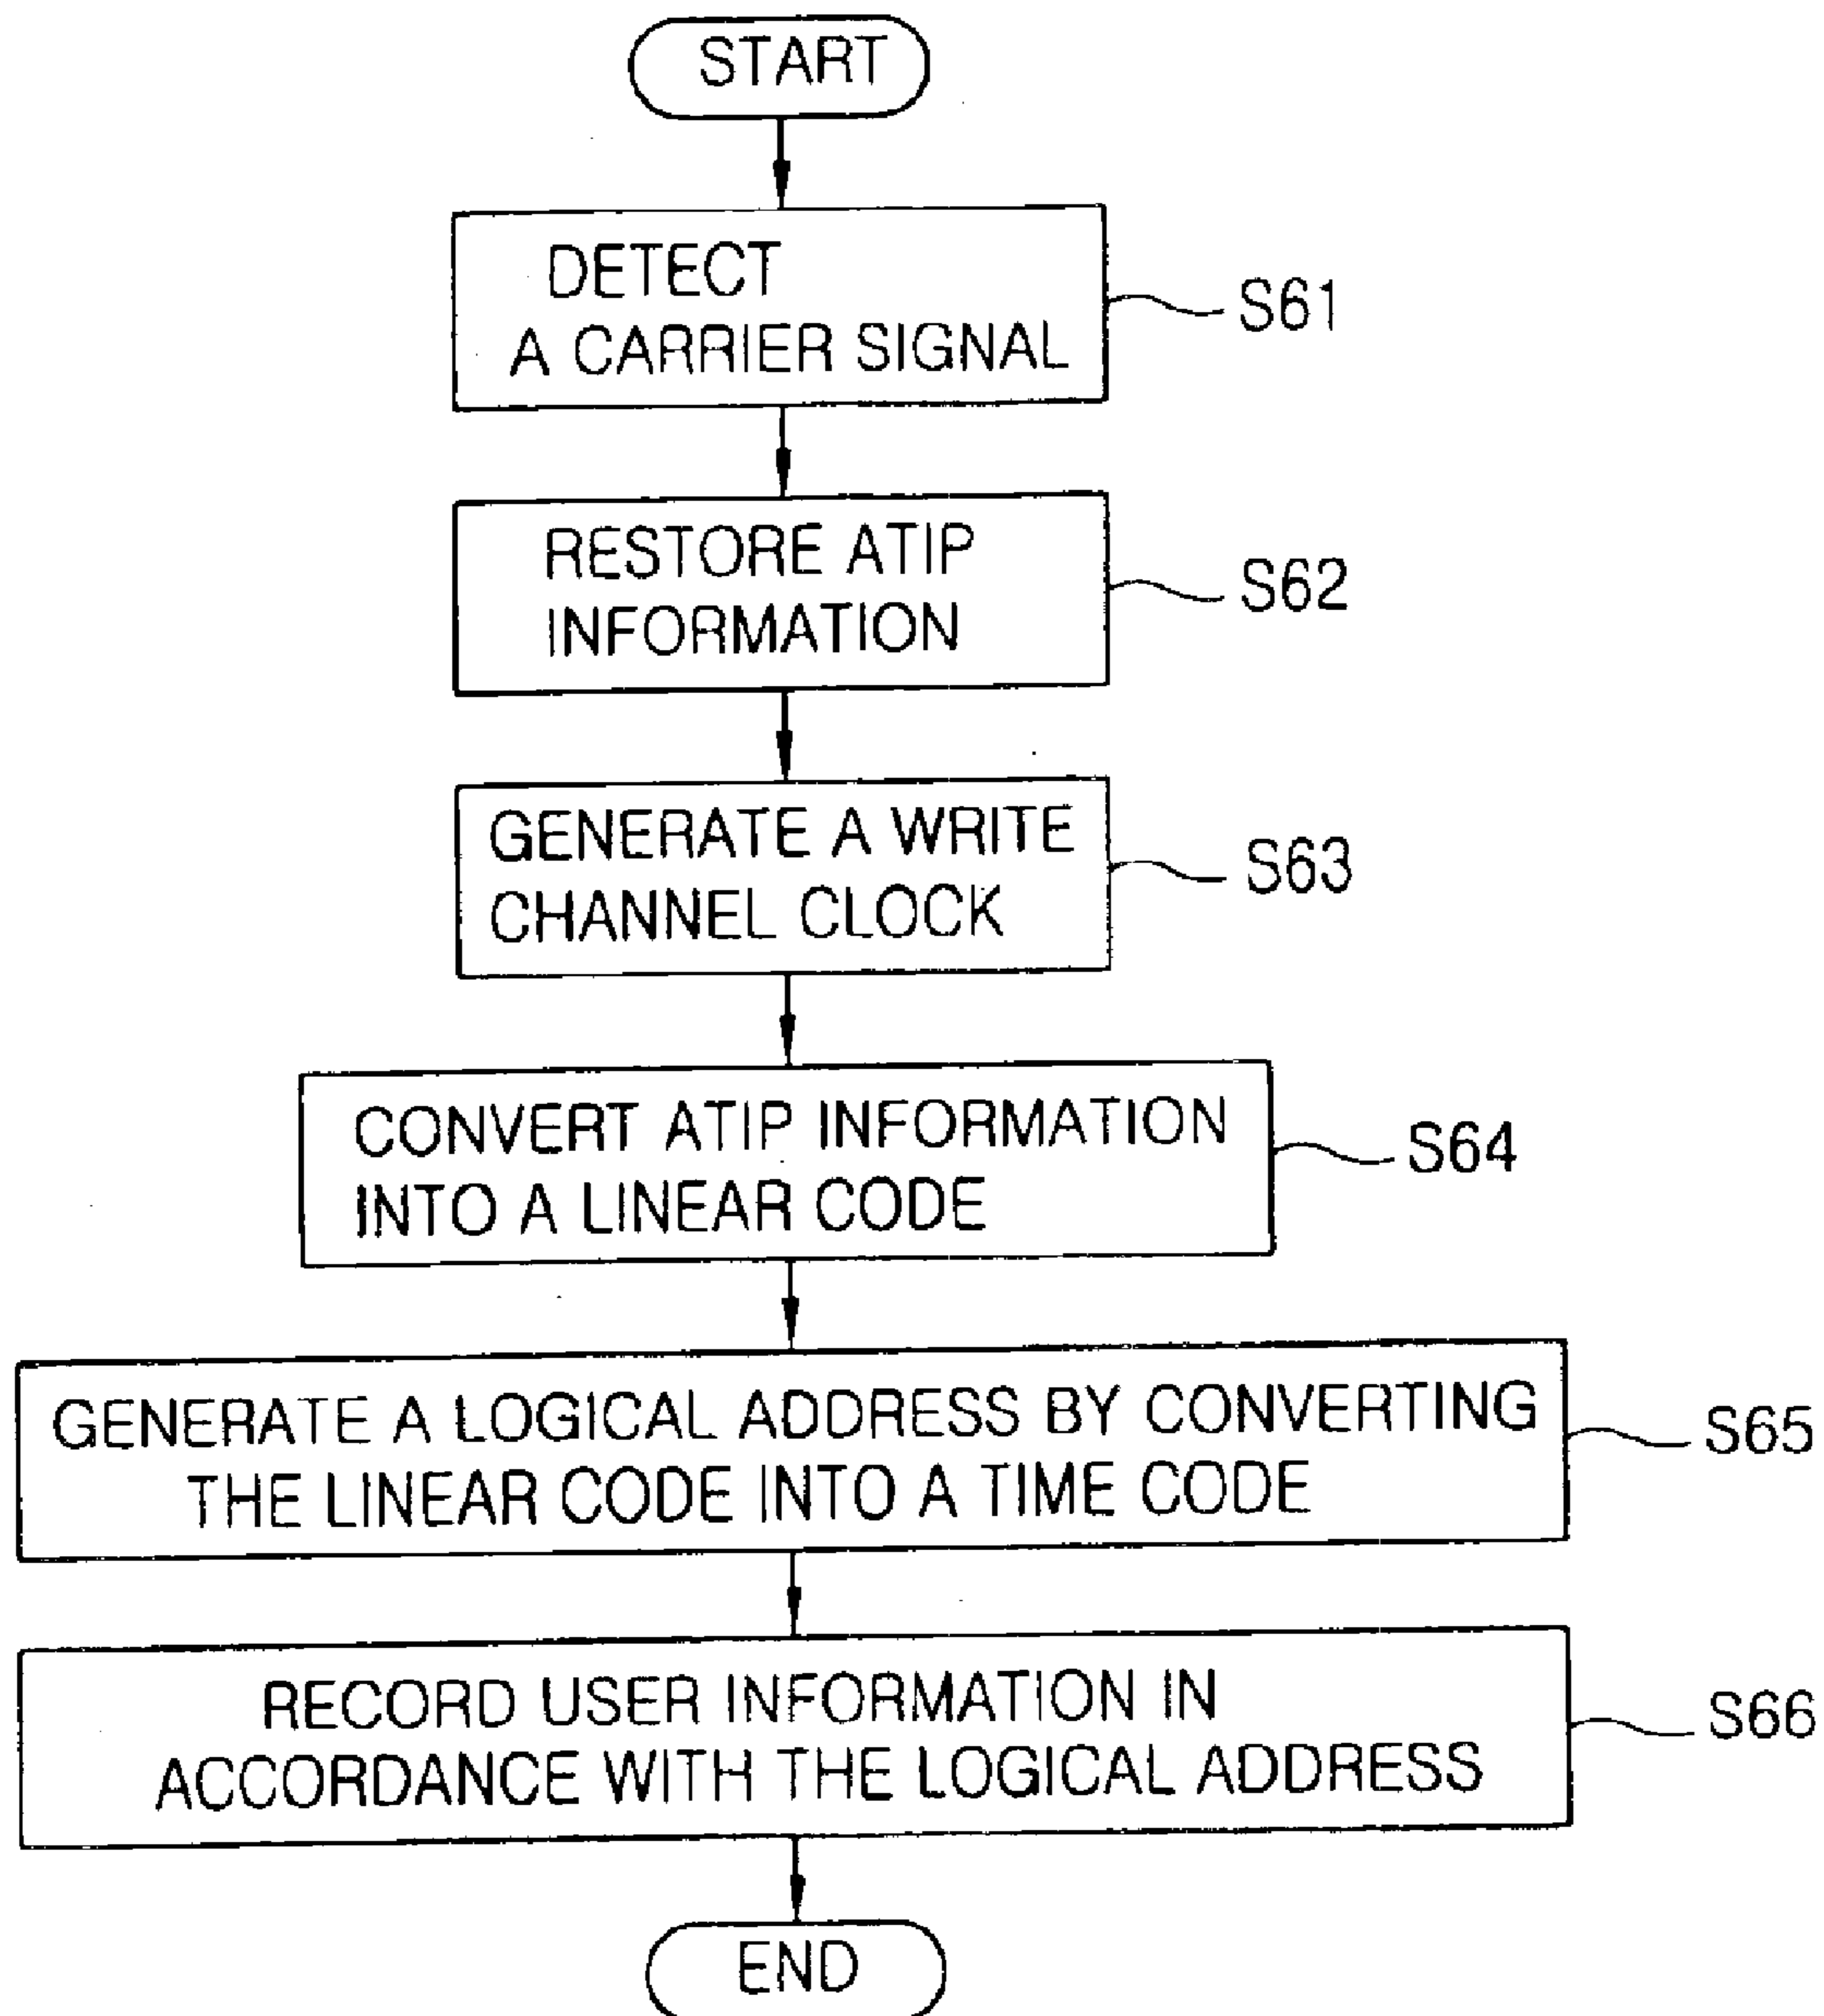 START
DETECT
A CARRIER SIGNAL
S61
RESTORE ATIP
INFORMATION
S62
GENERATE A WRITE
CHANNEL CLOCK
S63
CONVERT ATIP INFORMATION
INTO A LINEAR CODE
S64
GENERATE A LOGICAL ADDRESS BY CONVERTING
THE LINEAR CODE INTO A TIME CODE
S65
RECORD USER INFORMATION IN
ACCORDANCE WITH THE LOGICAL ADDRESS
S66
END